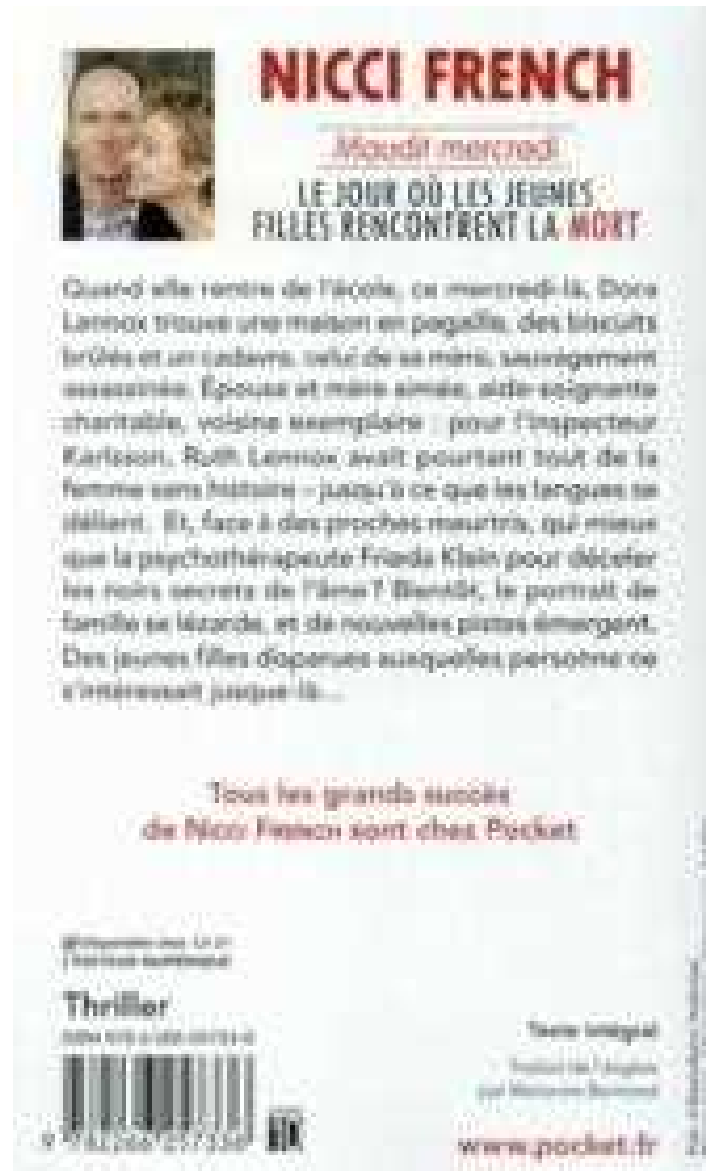 NICCI FRENCH
Maudit mercredi
LE JOUR OÙ LES JEUNES
FILLES RENCONTRENT LA MORT
Quand elle rentre de l'école, ce mercredi-là, Dora
Lennox trouve une maison en pagaille, des biscuits
brûlés et un cadavre, celui de sa mère, sauvagement
assassinée. Épouse et mère aimée, aide-soignante
charitable, voisine exemplaire : pour l'inspecteur
Karlsson, Ruth Lennox avait pourtant tout de la
femme sans histoire – jusqu'à ce que les langues se
délient. Et, face à des proches meurtris, qui mieux
que la psychothérapeute Frieda Klein pour déceler
les noirs secrets de l'âme ? Bientôt, le portrait de
famille se lézarde, et de nouvelles pistes émergent.
Des jeunes filles disparues auxquelles personne ne
s'intéressait jusque-là...
Tous les grands succès
de Nicci French sont chez Pocket
Thriller
Texte intégral
Traduit de l'anglais
par Marianne Bertrand
www.pocket.fr